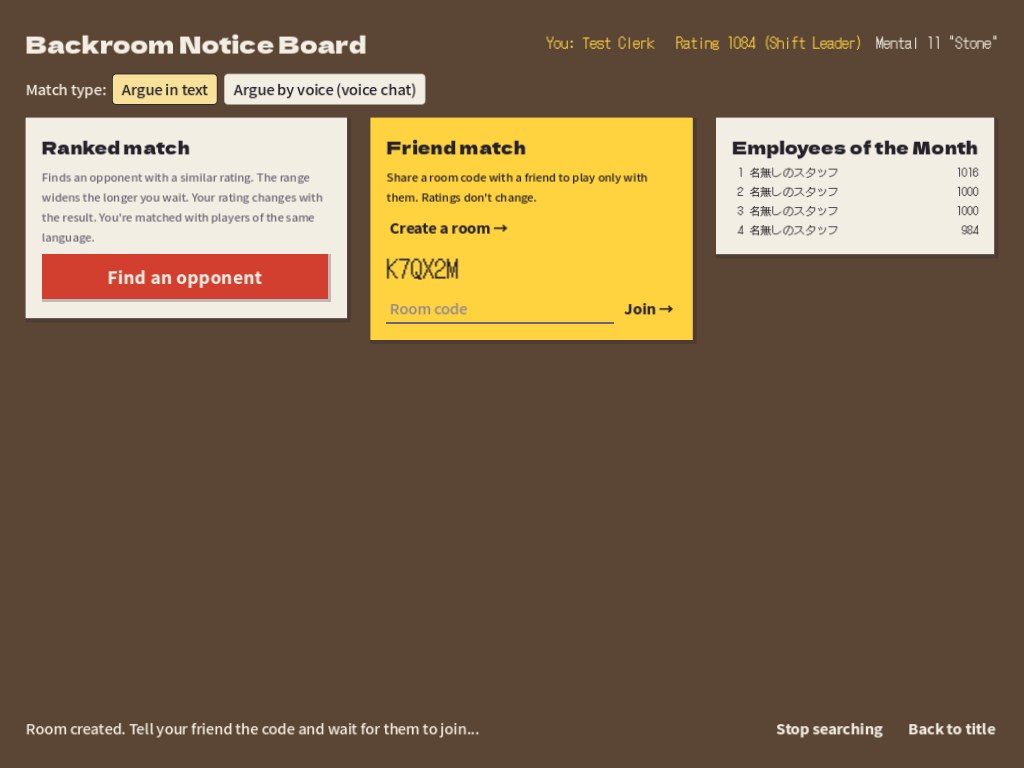 Backroom Notice Board
You: Test Clerk Rating 1084 (Shift Leader) Mental 11 "Stone"
Match type: Argue in text Argue by voice (voice chat)
Ranked match
Finds an opponent with a similar rating. The range
widens the longer you wait. Your rating changes with
the result. You're matched with players of the same
language.
Find an opponent
Friend match
Share a room code with a friend to play only with
them. Ratings don't change.
Create a room →
K7QX2M
Room code Join →
Employees of the Month
1 名無しのスタッフ 1016
2 名無しのスタッフ 1000
3 名無しのスタッフ 1000
4 名無しのスタッフ 984
Room created. Tell your friend the code and wait for them to join...
Stop searching Back to title